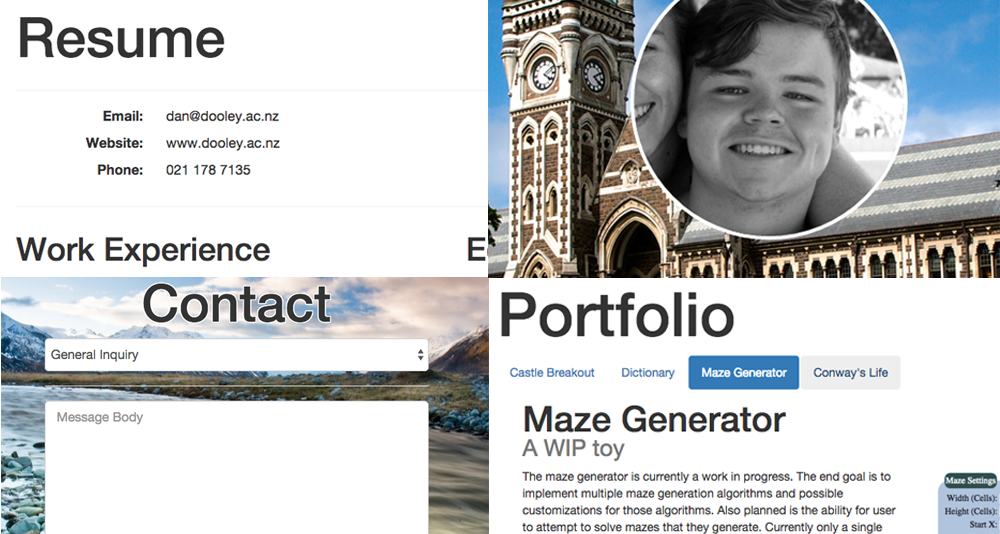 Resume
Email: dan@dooley.ac.nz
Website: www.dooley.ac.nz
Phone: 021 178 7135
Work Experience
E
Contact
General Inquiry
Message Body
Portfolio
Castle Breakout Dictionary Maze Generator Conway's Life
Maze Generator
A WIP toy
The maze generator is currently a work in progress. The end goal is to
implement multiple maze generation algorithms and possible
customizations for those algorithms. Also planned is the ability for user
to attempt to solve mazes that they generate. Currently only a single
Maze Settings
Width (Cells):
Height (Cells):
Start X: